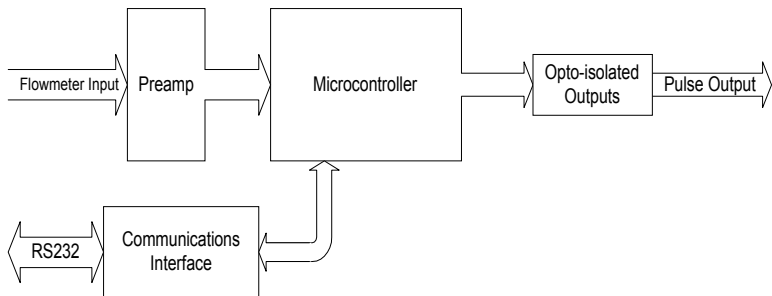 Flowmeter Input
Preamp
Microcontroller
Opto-isolated
Outputs
Pulse Output
RS232
Communications
Interface